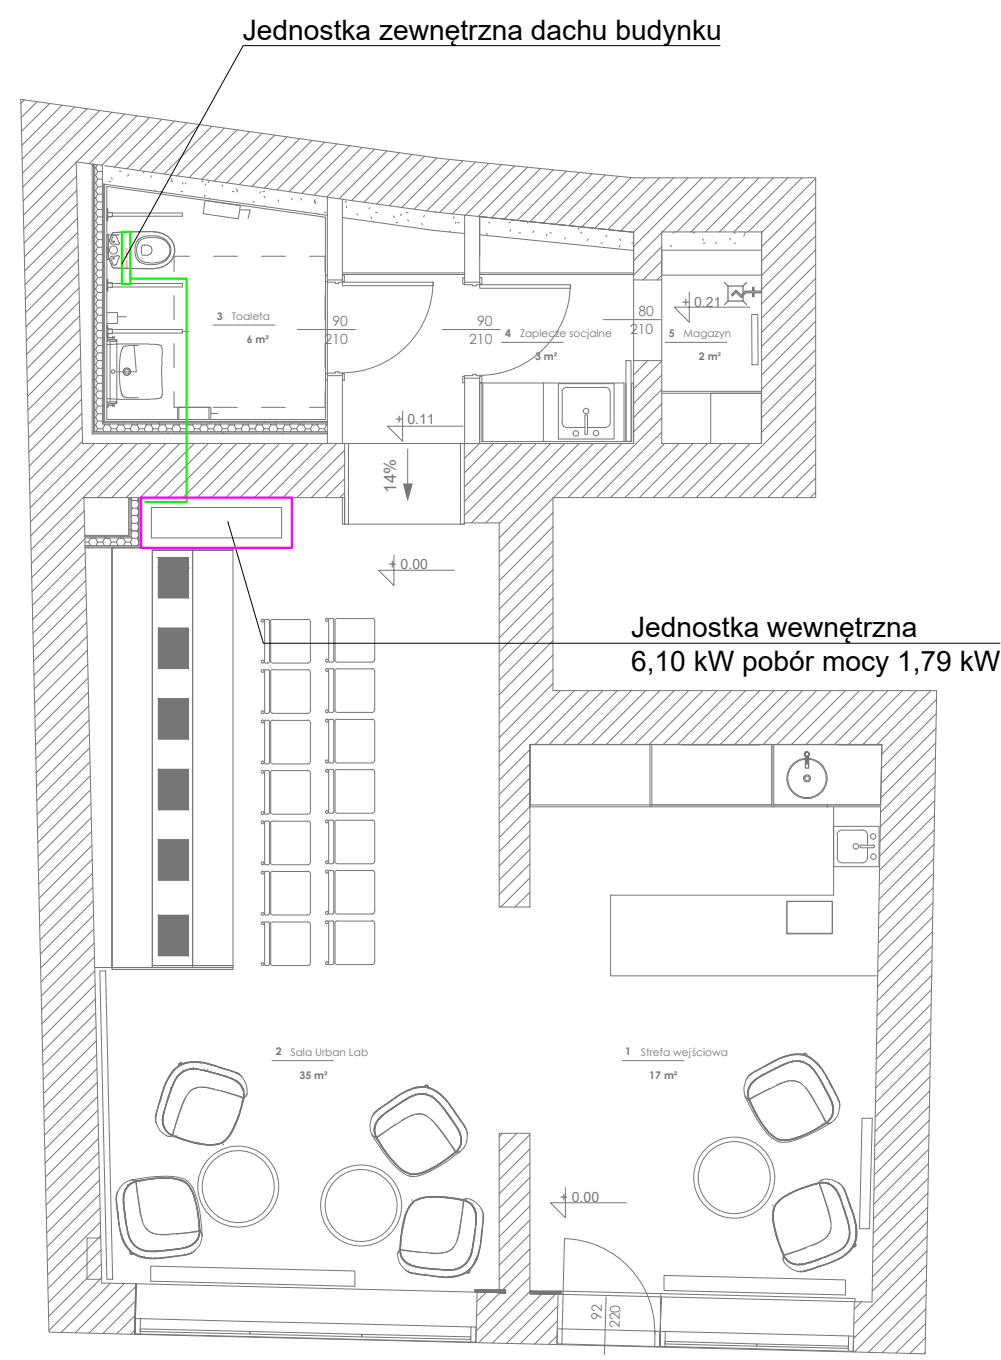 Jednostka zewnętrzna dachu budynku
3 Toaleta
6 m²
90
210
90
210
4 Zaplecze socjalne
3 m²
80
210
+ 0.21
5 Magazyn
2 m²
+ 0.11
14%
+ 0.00
Jednostka wewnętrzna
6,10 kW pobór mocy 1,79 kW
2 Sala Urban Lab
35 m²
1 Strefa wejściowa
17 m²
+ 0.00
92
220